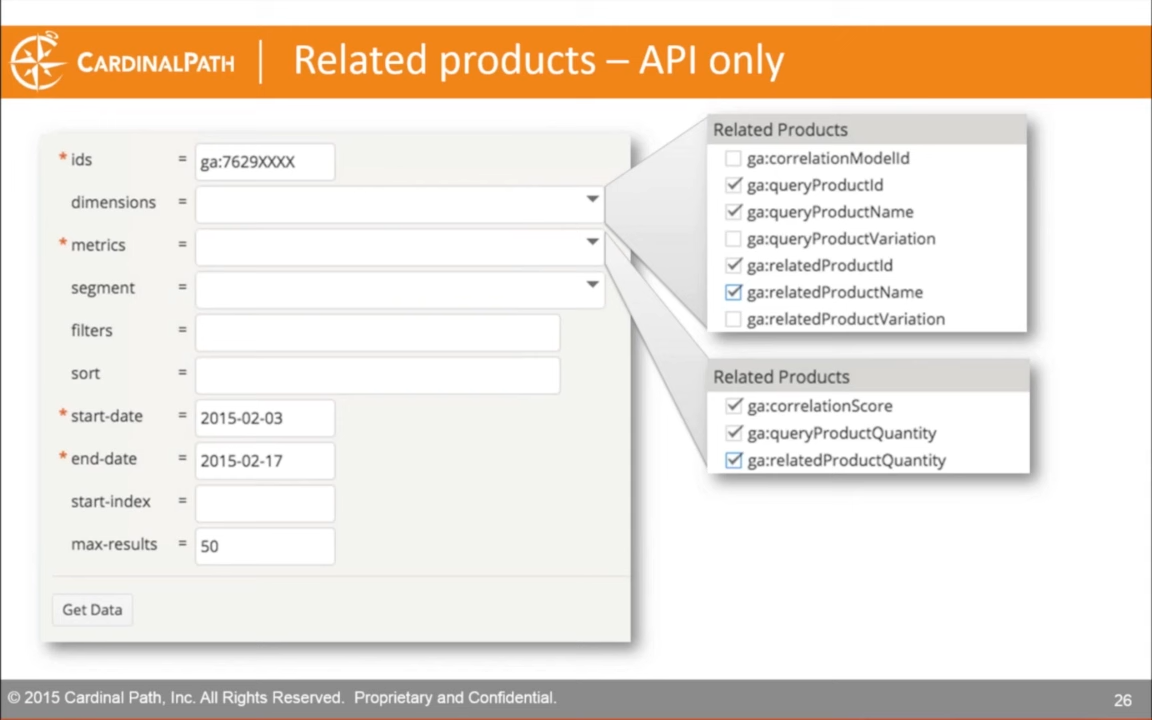 CARDINALPATH
Related products – API only
* ids = ga:7629XXXX
dimensions =
* metrics =
segment =
filters =
sort =
* start-date = 2015-02-03
* end-date = 2015-02-17
start-index =
max-results = 50
Get Data
Related Products
ga:correlationModelId
ga:queryProductId
ga:queryProductName
ga:queryProductVariation
ga:relatedProductId
ga:relatedProductName
ga:relatedProductVariation
Related Products
ga:correlationScore
ga:queryProductQuantity
ga:relatedProductQuantity
© 2015 Cardinal Path, Inc. All Rights Reserved. Proprietary and Confidential.
26